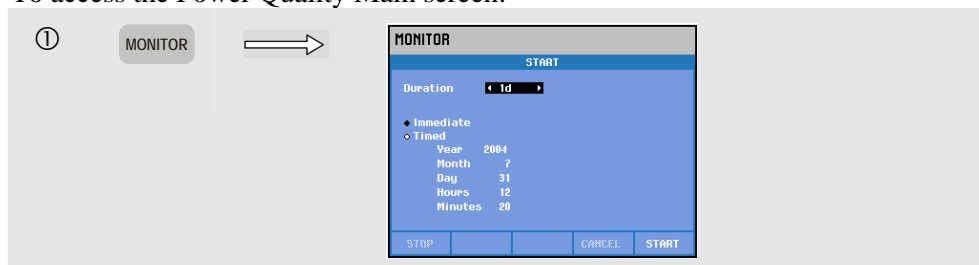 To access the Power Quality Main screen:
①
MONITOR
MONITOR
START
Duration 1d
Immediate
Timed
Year 2004
Month 7
Day 31
Hours 12
Minutes 20
STOP CANCEL START